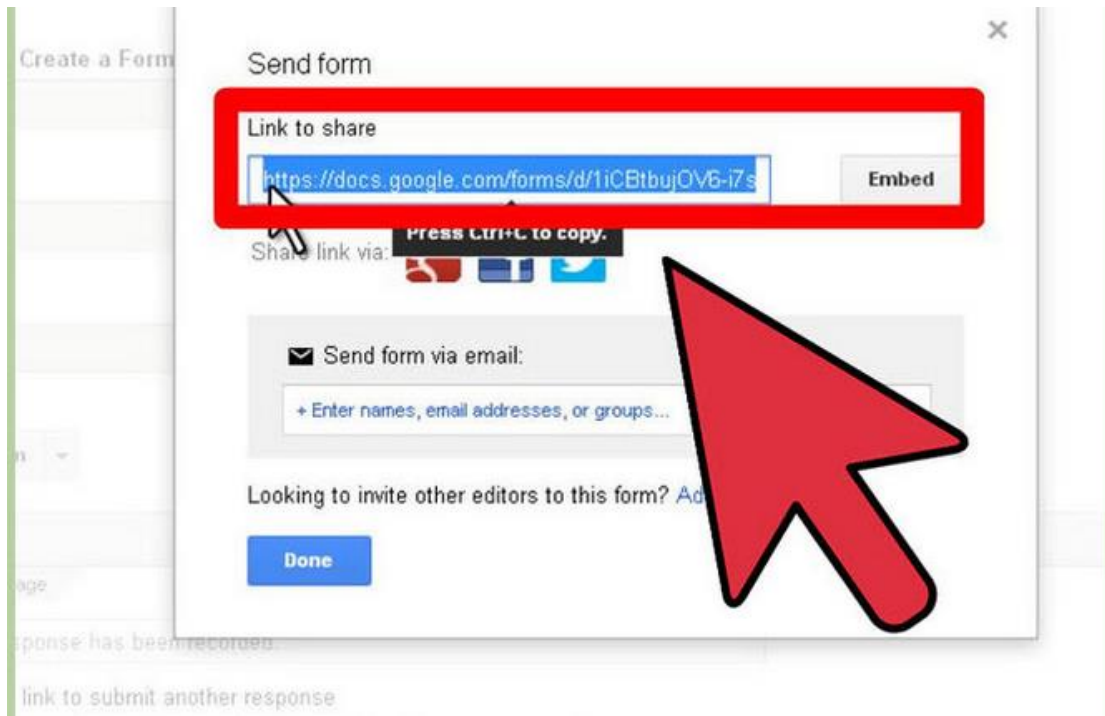 Create a Form
Send form
Link to share
https://docs.google.com/forms/d/1iCBtbujOV6-i7s
Embed
Press Ctrl+C to copy.
Share link via:
Send form via email:
+ Enter names, email addresses, or groups...
Looking to invite other editors to this form?
Done
sponse has been recorded.
link to submit another response